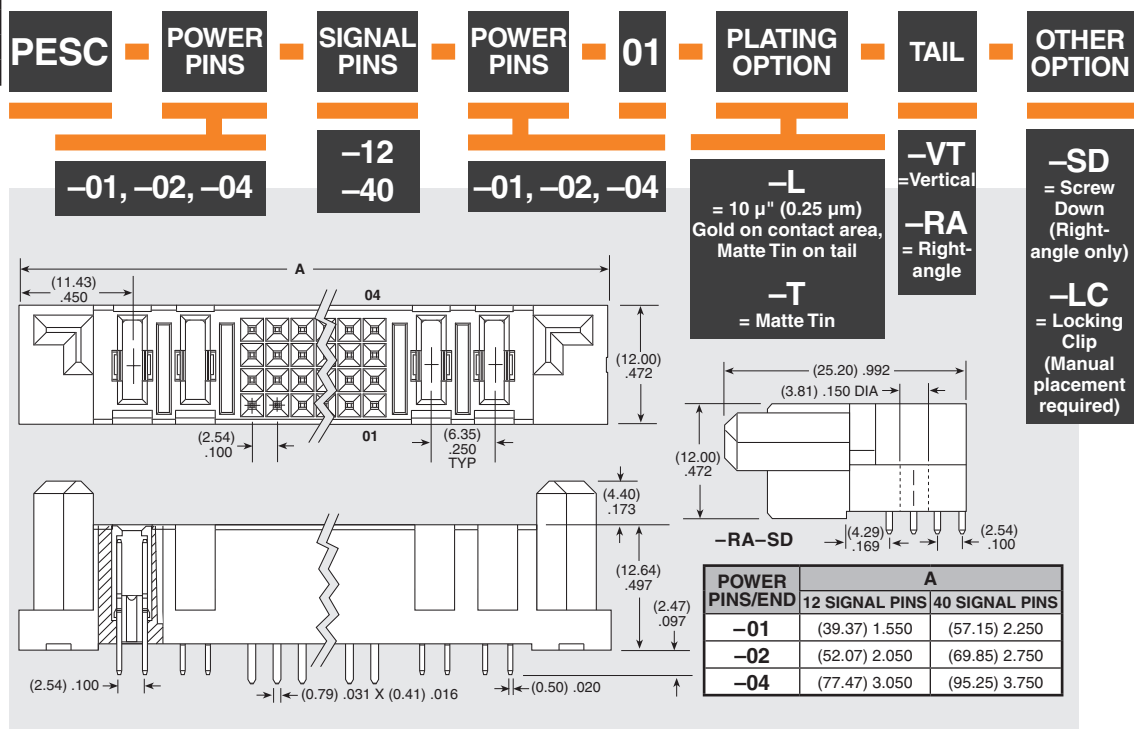 PESC
POWER
PINS
SIGNAL
PINS
POWER
PINS
01
PLATING
OPTION
TAIL
OTHER
OPTION
–01, –02, –04
–12
–40
–01, –02, –04
–L
= 10 µ" (0.25 µm)
Gold on contact area,
Matte Tin on tail
–T
= Matte Tin
–VT
=Vertical
–RA
= Right-
angle
–SD
= Screw
Down
(Right-
angle only)
–LC
= Locking
Clip
(Manual
placement
required)
A
(11.43)
.450
04
(12.00)
.472
(2.54)
.100
01
(6.35)
.250
TYP
(4.40)
.173
(12.64)
.497
(2.47)
.097
(2.54) .100
(0.79) .031 X (0.41) .016
(0.50) .020
(25.20) .992
(3.81) .150 DIA
(12.00)
.472
–RA–SD
(4.29)
.169
(2.54)
.100
POWER
PINS/END
A
12 SIGNAL PINS 40 SIGNAL PINS
–01 (39.37) 1.550 (57.15) 2.250
–02 (52.07) 2.050 (69.85) 2.750
–04 (77.47) 3.050 (95.25) 3.750